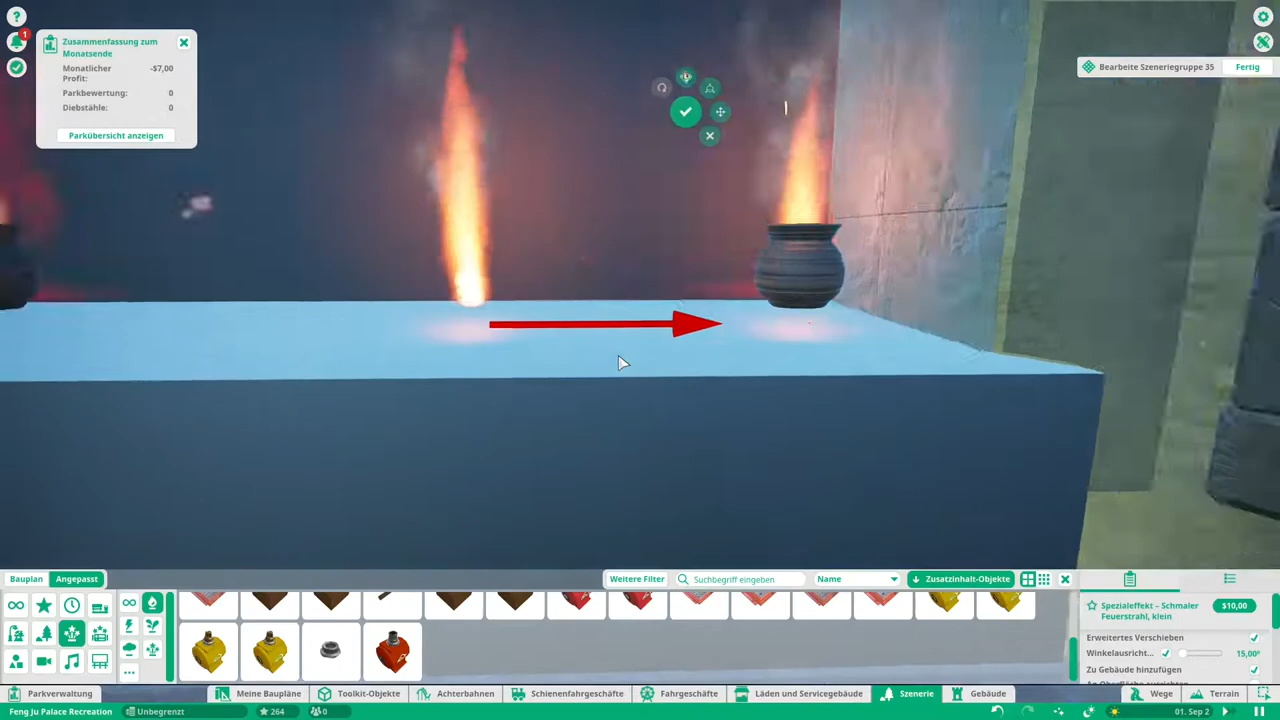 ?
1
Zusammenfassung zum
Monatsende
Monatlicher -$7,00
Profit:
Parkbewertung: 0
Diebstähle: 0
Parkübersicht anzeigen
Bearbeite Szeneriegruppe 35 Fertig
Bauplan Angepasst
Weitere Filter Suchbegriff eingeben Name Zusatzinhalt-Objekte
Spezialeffekt – Schmaler $10,00
Feuerstrahl, klein
Erweitertes Verschieben
Winkelausricht... 15,00°
Zu Gebäude hinzufügen
Parkverwaltung Meine Baupläne Toolkit-Objekte Achterbahnen Schienenfahrgeschäfte Fahrgeschäfte Läden und Servicegebäude Szenerie Gebäude Wege Terrain
Feng Ju Palace Recreation Unbegrenzt 264 0 01. Sep 2